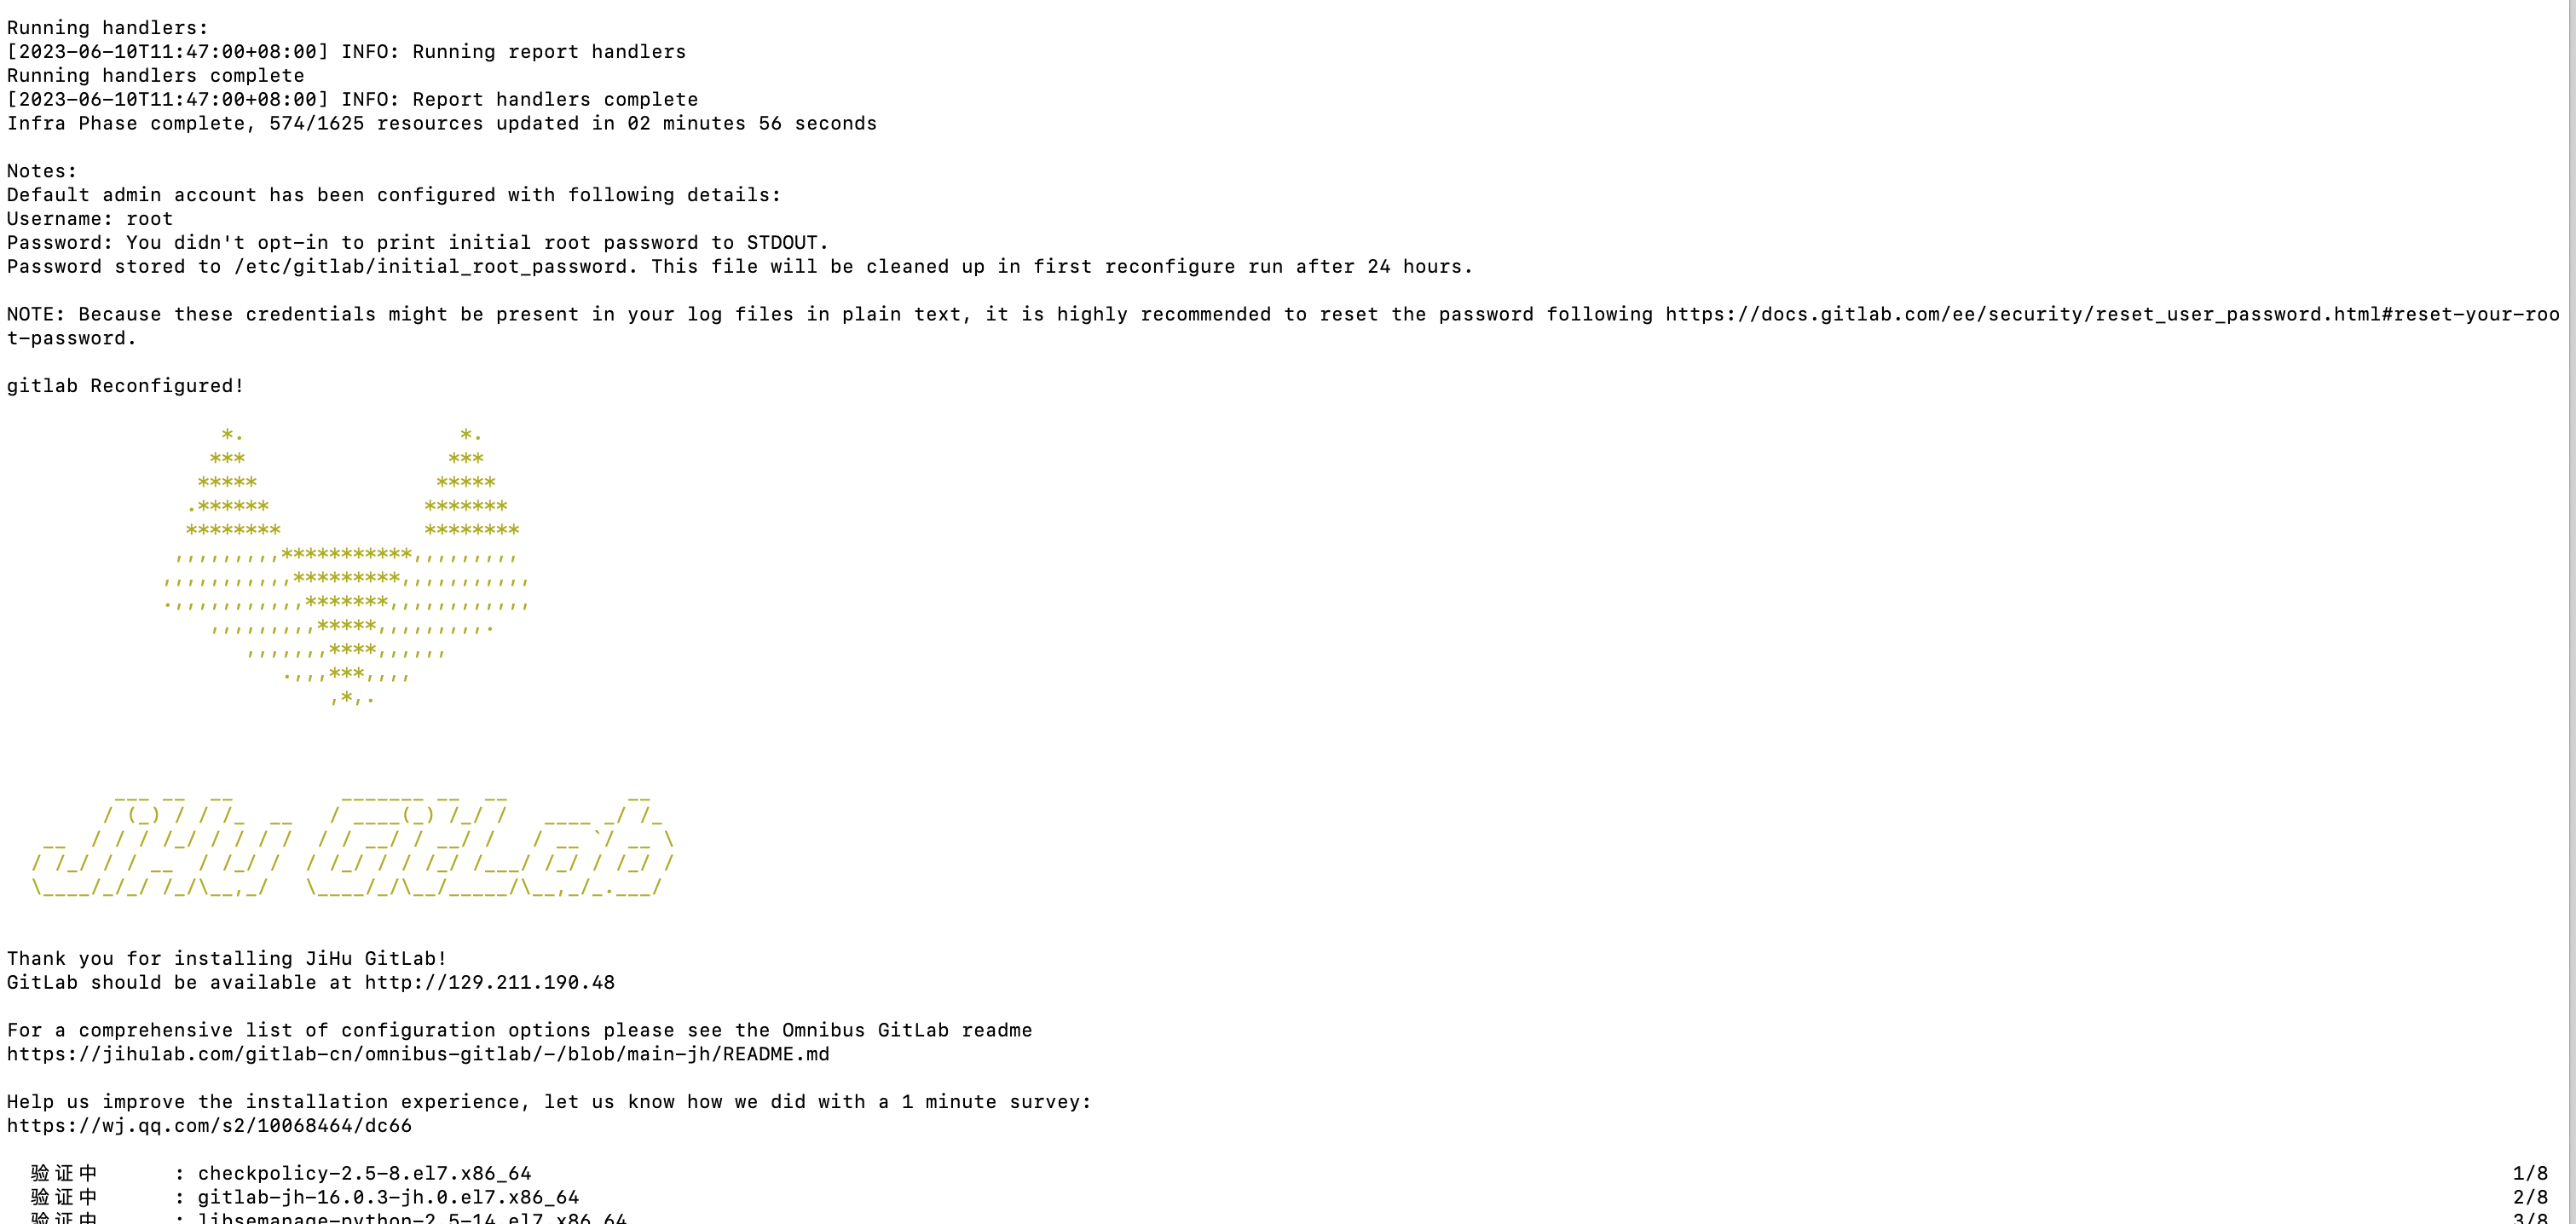 Running handlers:
[2023-06-10T11:47:00+08:00] INFO: Running report handlers
Running handlers complete
[2023-06-10T11:47:00+08:00] INFO: Report handlers complete
Infra Phase complete, 574/1625 resources updated in 02 minutes 56 seconds
Notes:
Default admin account has been configured with following details:
Username: root
Password: You didn't opt-in to print initial root password to STDOUT.
Password stored to /etc/gitlab/initial_root_password. This file will be cleaned up in first reconfigure run after 24 hours.
NOTE: Because these credentials might be present in your log files in plain text, it is highly recommended to reset the password following https://docs.gitlab.com/ee/security/reset_user_password.html#reset-your-roo
t-password.
gitlab Reconfigured!
JiHu GitLab
Thank you for installing JiHu GitLab!
GitLab should be available at http://129.211.190.48
For a comprehensive list of configuration options please see the Omnibus GitLab readme
https://jihulab.com/gitlab-cn/omnibus-gitlab/-/blob/main-jh/README.md
Help us improve the installation experience, let us know how we did with a 1 minute survey:
https://wj.qq.com/s2/10068464/dc66
验证中 : checkpolicy-2.5-8.el7.x86_64 1/8
验证中 : gitlab-jh-16.0.3-jh.0.el7.x86_64 2/8
验证中 : libsemanage-python-2.5-14.el7.x86_64 3/8